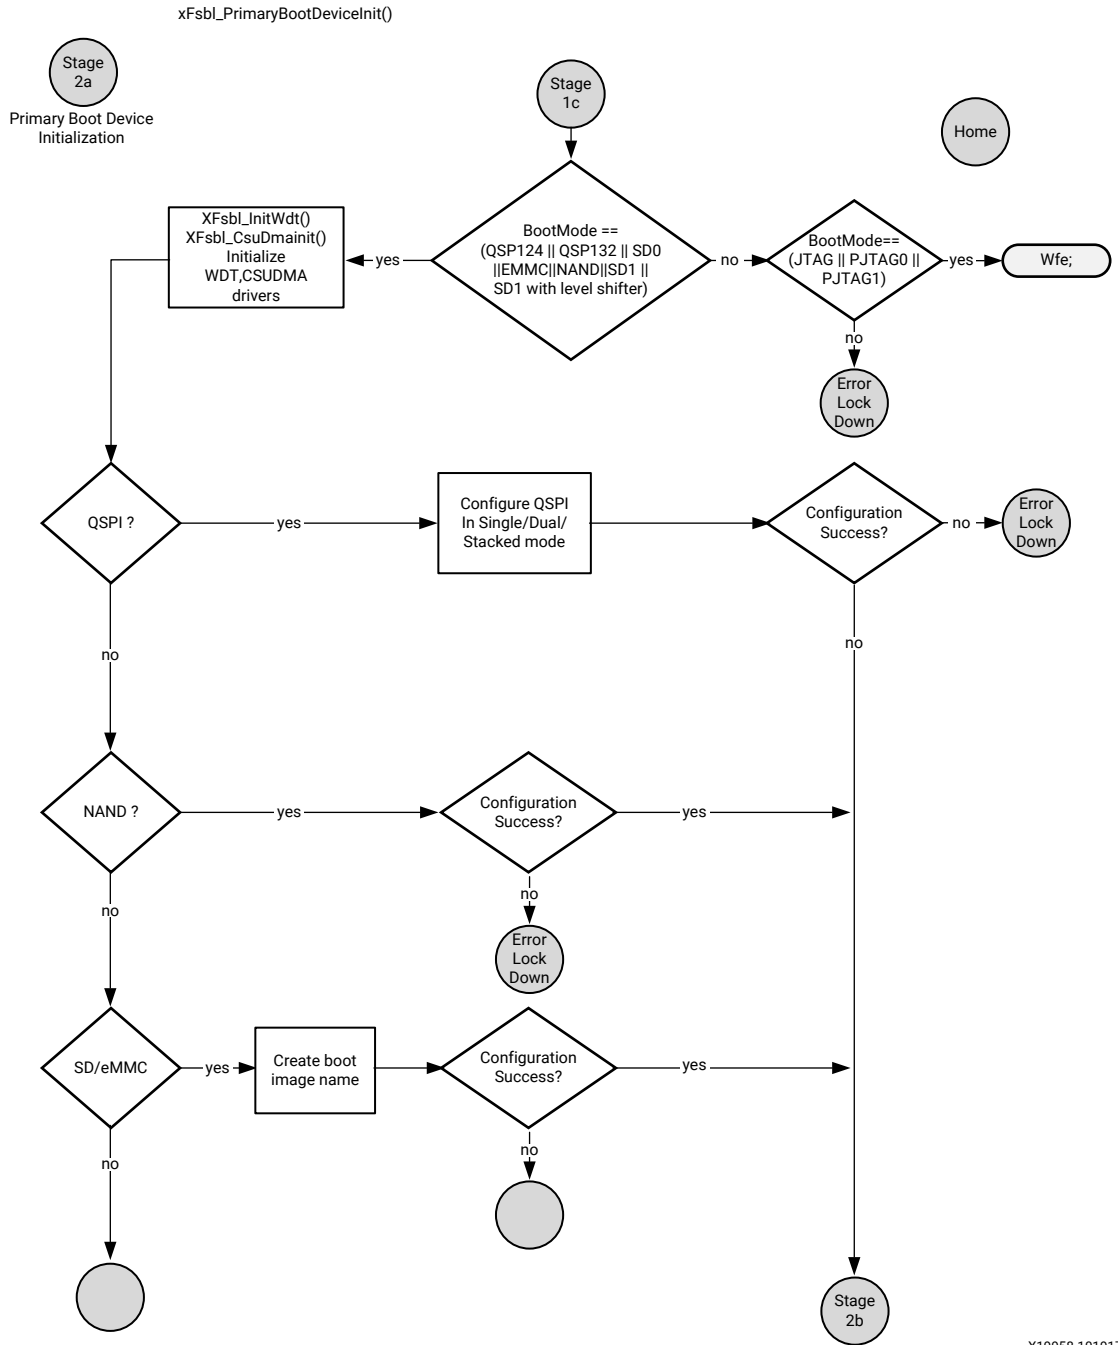 xFsbl_PrimaryBootDeviceInit()
Stage
2a
Primary Boot Device
Initialization
Stage
1c
Home
XFsbl_InitWdt()
XFsbl_CsuDmainit()
Initialize
WDT,CSUDMA
drivers
yes
BootMode ==
(QSP124 || QSP132 || SD0
||EMMC||NAND||SD1 ||
SD1 with level shifter)
no
BootMode==
(JTAG || PJTAG0 ||
PJTAG1)
yes
Wfe;
no
Error
Lock
Down
QSPI ?
yes
Configure QSPI
In Single/Dual/
Stacked mode
Configuration
Success?
no
Error
Lock
Down
no
no
NAND ?
yes
Configuration
Success?
yes
no
no
Error
Lock
Down
SD/eMMC
yes
Create boot
image name
Configuration
Success?
yes
no
no
Stage
2b